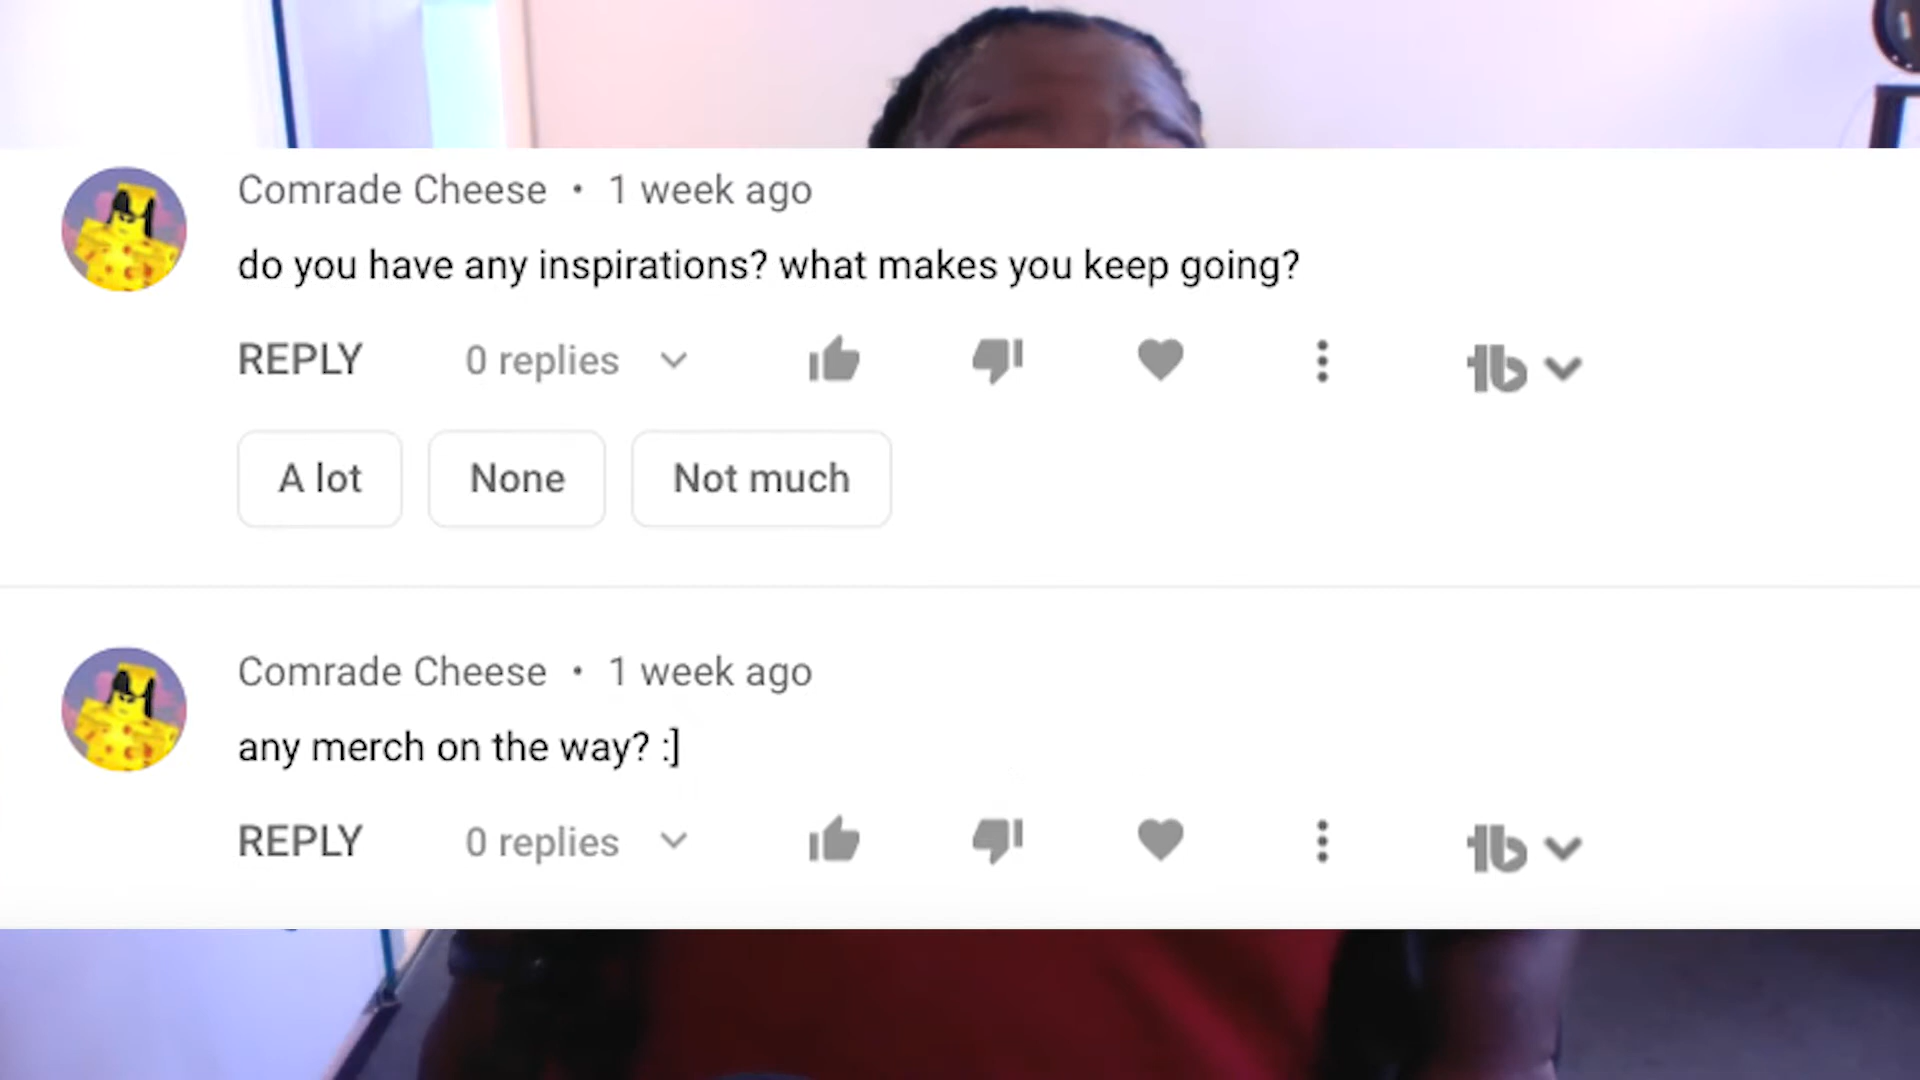 Comrade Cheese • 1 week ago
do you have any inspirations? what makes you keep going?
REPLY 0 replies
A lot None Not much
Comrade Cheese • 1 week ago
any merch on the way? :]
REPLY 0 replies